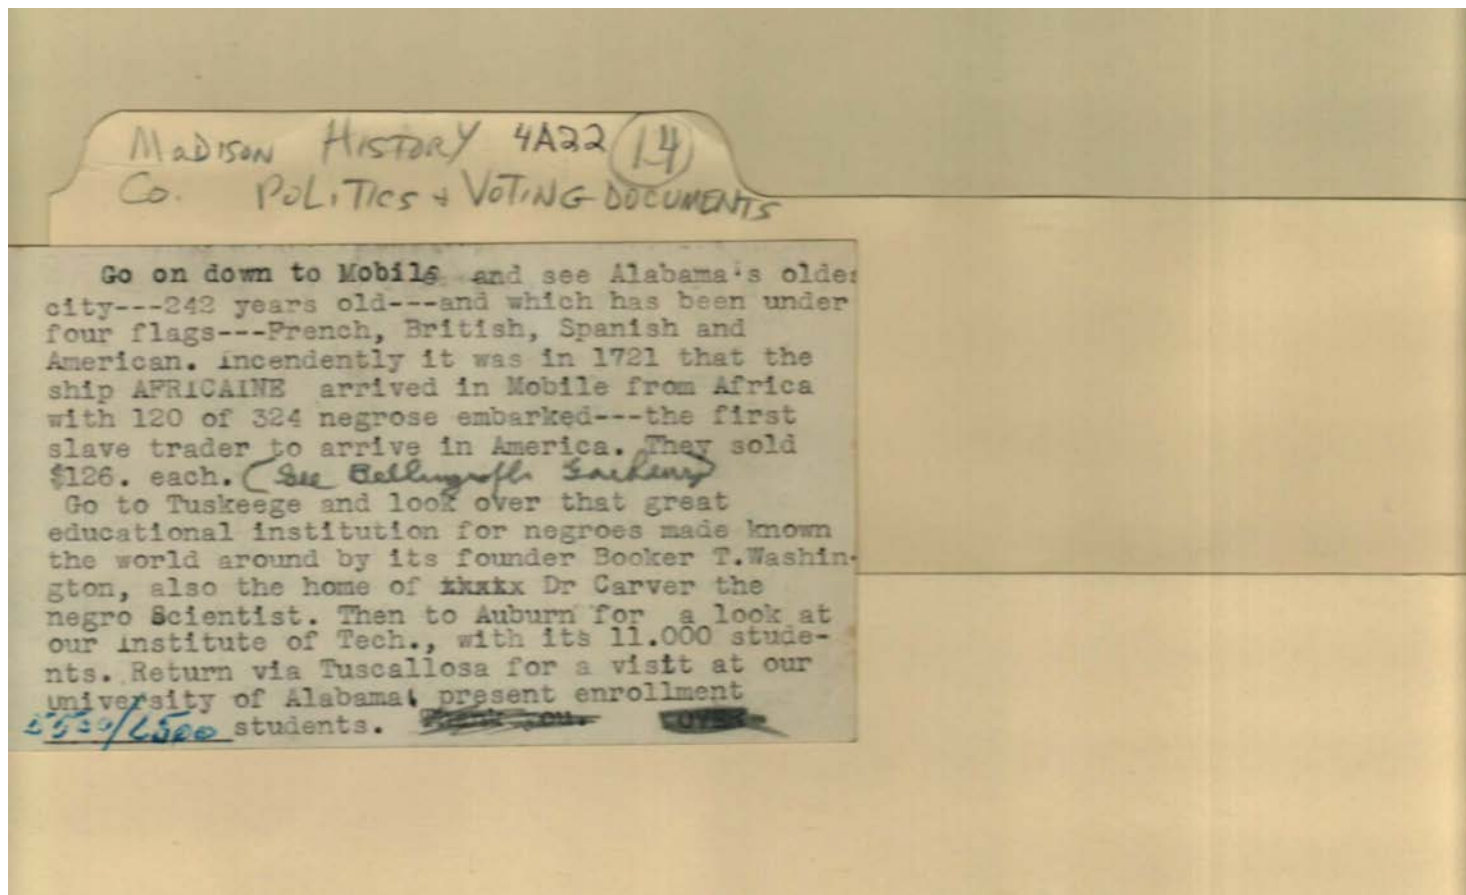 MaDISON HISTORY 4A22 14
Co. POLITICS + VOTING DOCUMENTS
Go on down to Mobile and see Alabama's oldes
city---242 years old---and which has been under
four flags---French, British, Spanish and
American. incendently it was in 1721 that the
ship AFRICAINE arrived in Mobile from Africa
with 120 of 324 negrose embarked---the first
slave trader to arrive in America. They sold
$126. each. (See Bellingrath Gardens)
Go to Tuskeege and look over that great
educational institution for negroes made known
the world around by its founder Booker T.Washin-
gton, also the home of xxxxx Dr Carver the
negro Scientist. Then to Auburn for a look at
our institute of Tech., with its 11.000 stude-
nts. Return via Tuscallosa for a visit at our
university of Alabama, present enrollment
students.